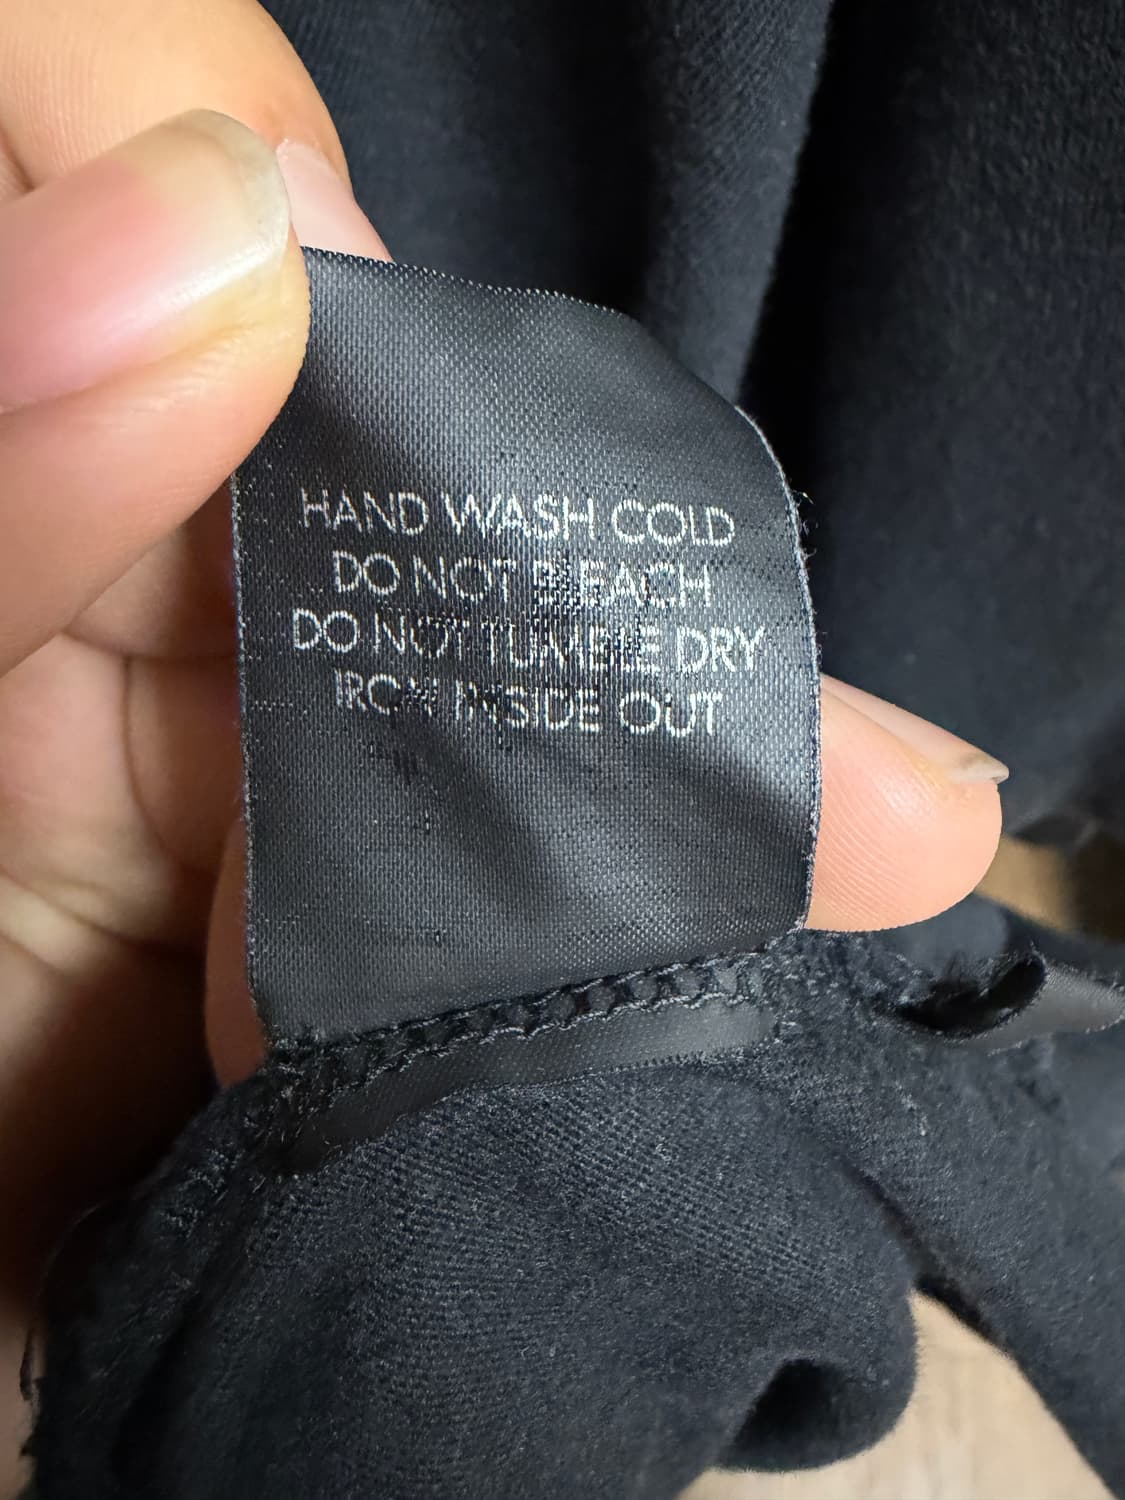 HAND WASH COLD
DO NOT BLEACH
DO NOT TUMBLE DRY
IRON INSIDE OUT